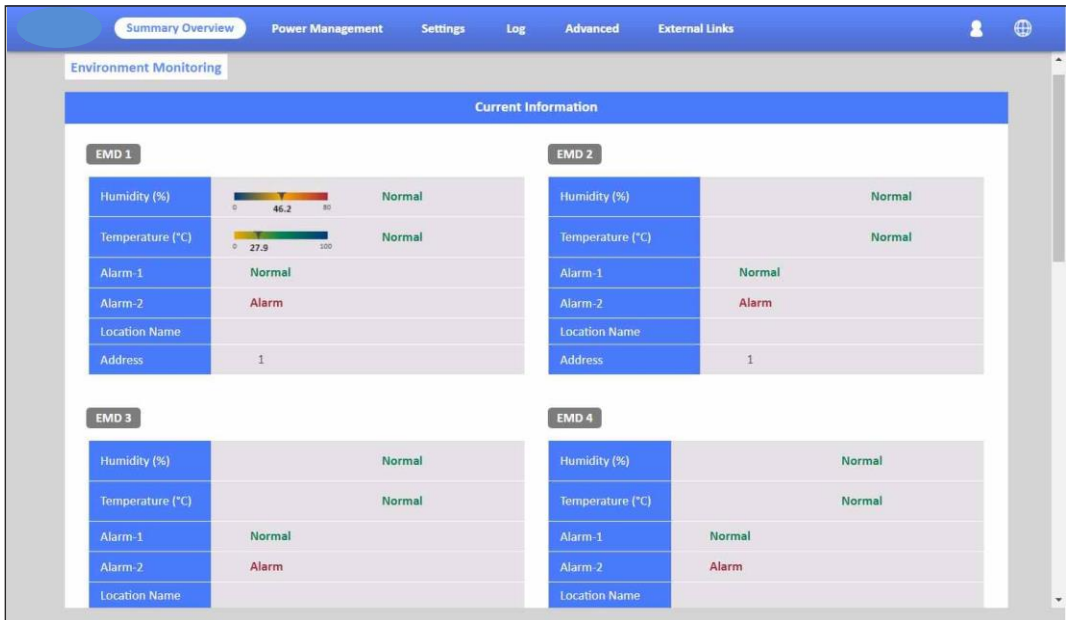 Summary Overview Power Management Settings Log Advanced External Links
Environment Monitoring
Current Information
EMD 1
Humidity (%) 0 46.2 80 Normal
Temperature (°C) 0 27.9 100 Normal
Alarm-1 Normal
Alarm-2 Alarm
Location Name
Address 1
EMD 2
Humidity (%) Normal
Temperature (°C) Normal
Alarm-1 Normal
Alarm-2 Alarm
Location Name
Address 1
EMD 3
Humidity (%) Normal
Temperature (°C) Normal
Alarm-1 Normal
Alarm-2 Alarm
Location Name
EMD 4
Humidity (%) Normal
Temperature (°C) Normal
Alarm-1 Normal
Alarm-2 Alarm
Location Name